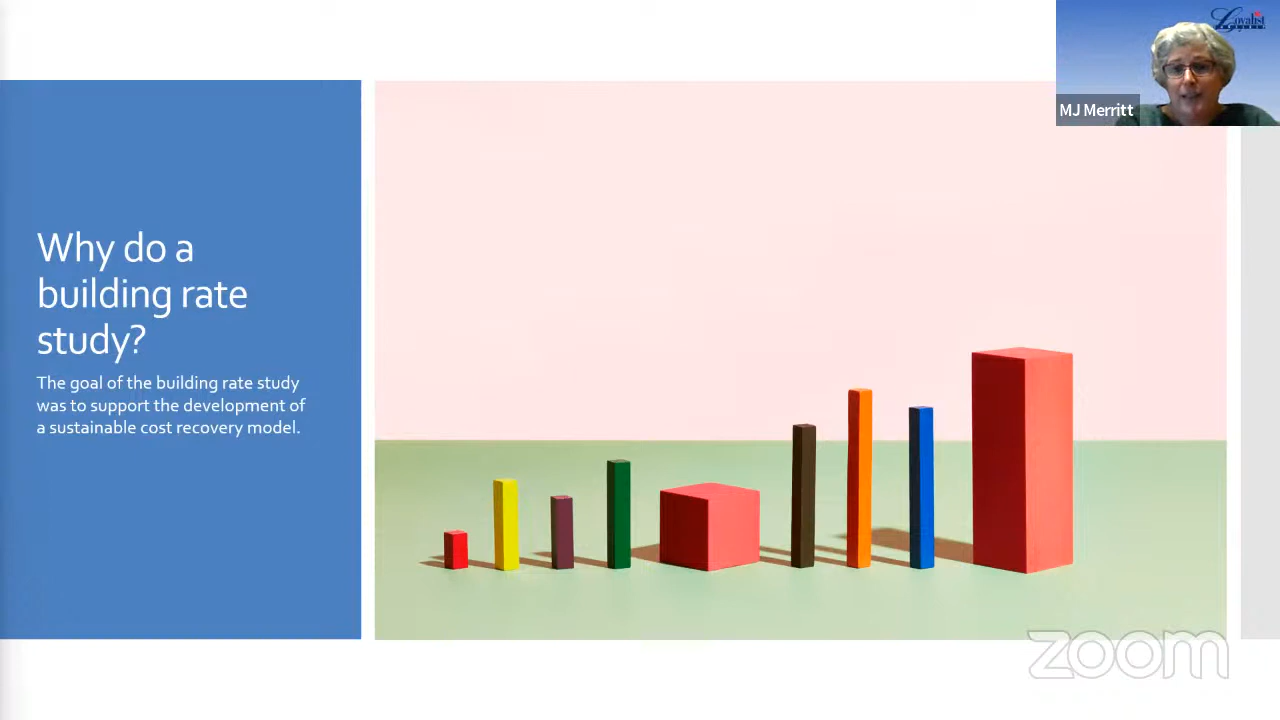 Why do a
building rate
study?
The goal of the building rate study
was to support the development of
a sustainable cost recovery model.
Loyalist
MJ Merritt
zoom